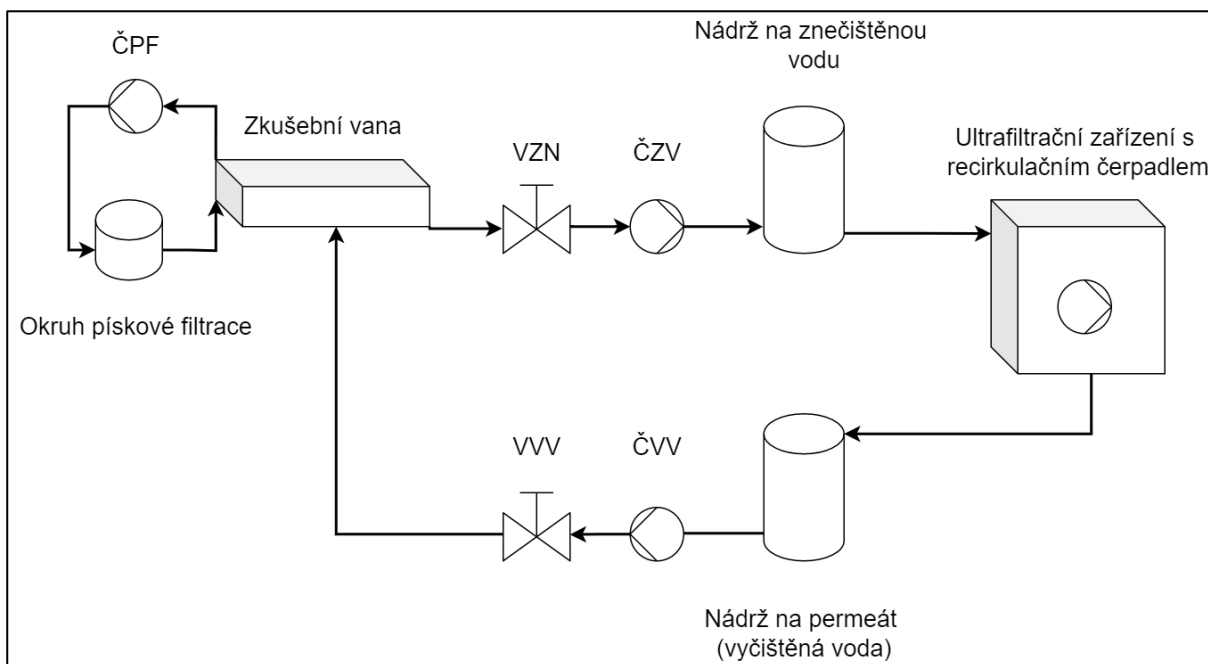 ČPF
Nádrž na znečištěnou
vodu
Zkušební vana
VZN
ČZV
Ultrafiltrační zařízení s
recirkulačním čerpadlem
Okruh pískové filtrace
VVV
ČVV
Nádrž na permeát
(vyčištěná voda)